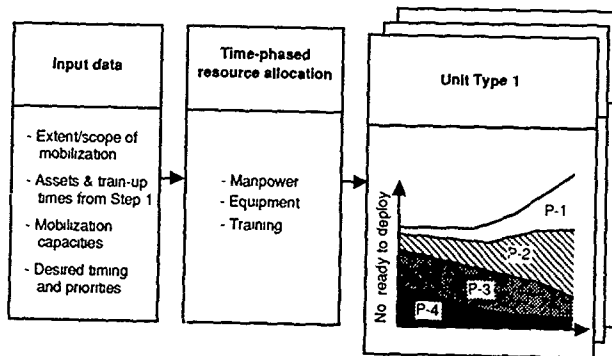 Input data
- Extent/scope of
mobilization
- Assets & train-up
times from Step 1
- Mobilization
capacities
- Desired timing
and priorities
Time-phased
resource allocation
- Manpower
- Equipment
- Training
Unit Type 1
No ready to deploy
P-1
P-2
P-3
P-4